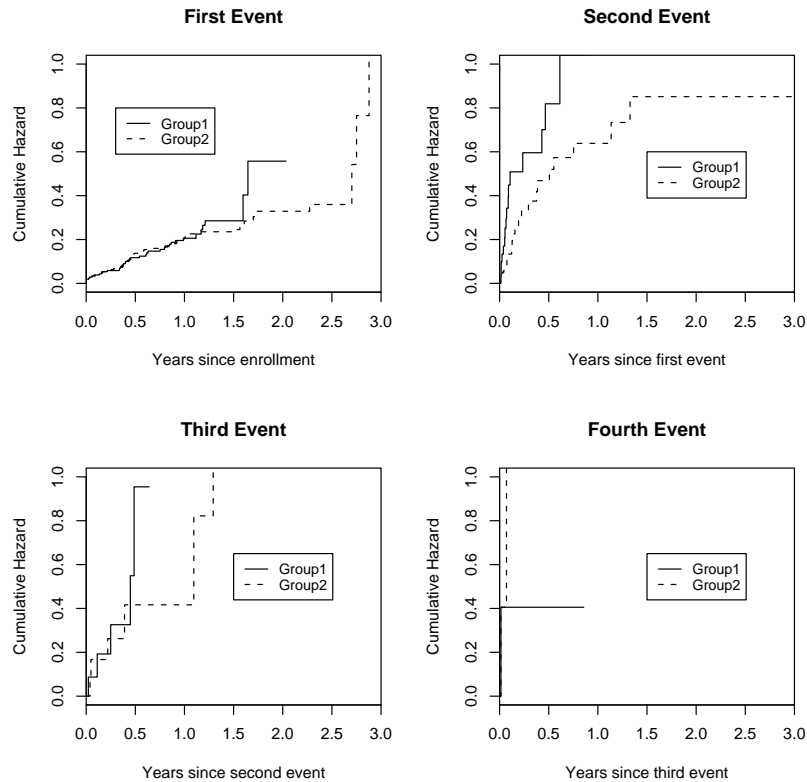 First Event
Cumulative Hazard
0.0 0.2 0.4 0.6 0.8 1.0
Group1
Group2
0.0 0.5 1.0 1.5 2.0 2.5 3.0
Years since enrollment
Second Event
Cumulative Hazard
0.0 0.2 0.4 0.6 0.8 1.0
Group1
Group2
0.0 0.5 1.0 1.5 2.0 2.5 3.0
Years since first event
Third Event
Cumulative Hazard
0.0 0.2 0.4 0.6 0.8 1.0
Group1
Group2
0.0 0.5 1.0 1.5 2.0 2.5 3.0
Years since second event
Fourth Event
Cumulative Hazard
0.0 0.2 0.4 0.6 0.8 1.0
Group1
Group2
0.0 0.5 1.0 1.5 2.0 2.5 3.0
Years since third event